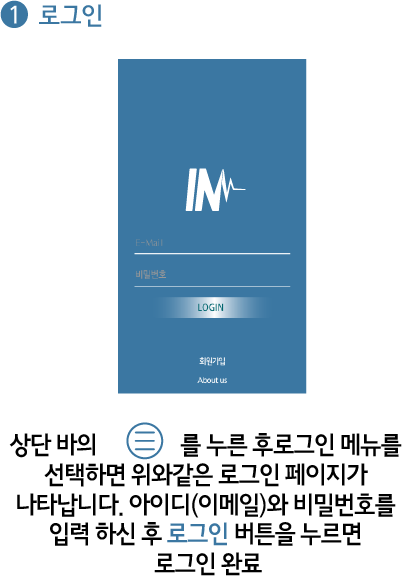 1 로그인
IN
E-Mail
비밀번호
LOGIN
회원가입
About us
상단 바의 를 누른 후로그인 메뉴를
선택하면 위와같은 로그인 페이지가
나타납니다. 아이디(이메일)와 비밀번호를
입력 하신 후 로그인 버튼을 누르면
로그인 완료